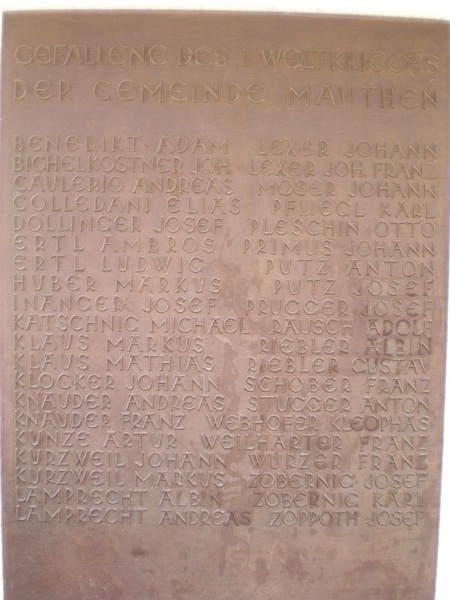 GEFALLENE DES 1. WELTKRIEGES
DER GEMEINDE MAUTHEN
BENEDIKT · ADAM LEXER JOHANN
BICHELKOSTNER JOH. LEXER JOH. FRANZ
CAULERIO ANDREAS MOSER JOHANN
COLLEDANI ELIAS PFUEGL KARL
DOLLINGER JOSEF PLESCHIN OTTO
ERTL AMBROS PRIMUS JOHANN
ERTL LUDWIG PUTZ ANTON
HUBER MARKUS PUTZ JOSEF
INANGER JOSEF PRUGGER JOSEF
KATSCHNIG MICHAEL RAUSCH ADOLF
KLAUS MARKUS RIEBLER ALBIN
KLAUS MATHIAS RIEBLER GUSTAV
KLOCKER JOHANN SCHOBER FRANZ
KNAUDER ANDREAS STUGGER ANTON
KNAUDER FRANZ WEBHOFER KLEOPHAS
KUNZE ARTUR WEILHARTER FRANZ
KURZWEIL JOHANN WURZER FRANZ
KURZWEIL MARKUS ZOBERNIG JOSEF
LAMPRECHT ALBIN ZOBERNIG KARL
LAMPRECHT ANDREAS ZOPPOTH JOSEF